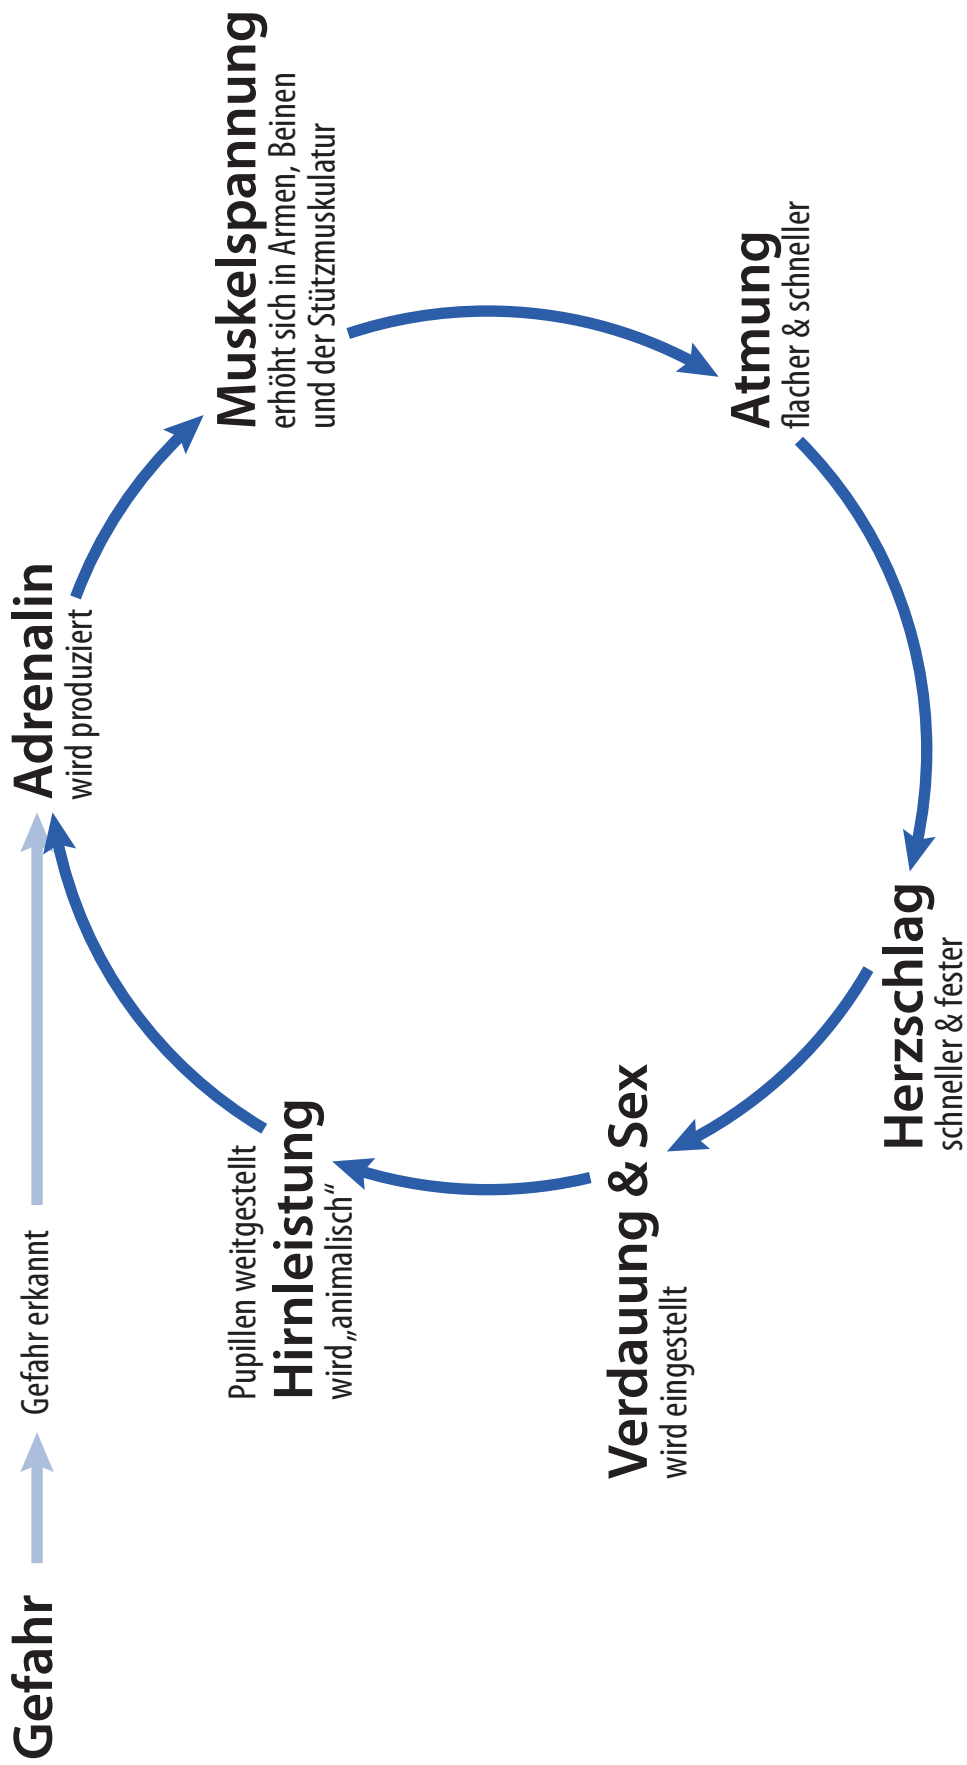 Gefahr
Gefahr erkannt
Adrenalin
wird produziert
Muskelspannung
erhöht sich in Armen, Beinen
und der Stützmuskulatur
Atmung
flacher & schneller
Herzschlag
schneller & fester
Verdauung & Sex
wird eingestellt
Pupillen weitgestellt
Hirnleistung
wird „animalisch“